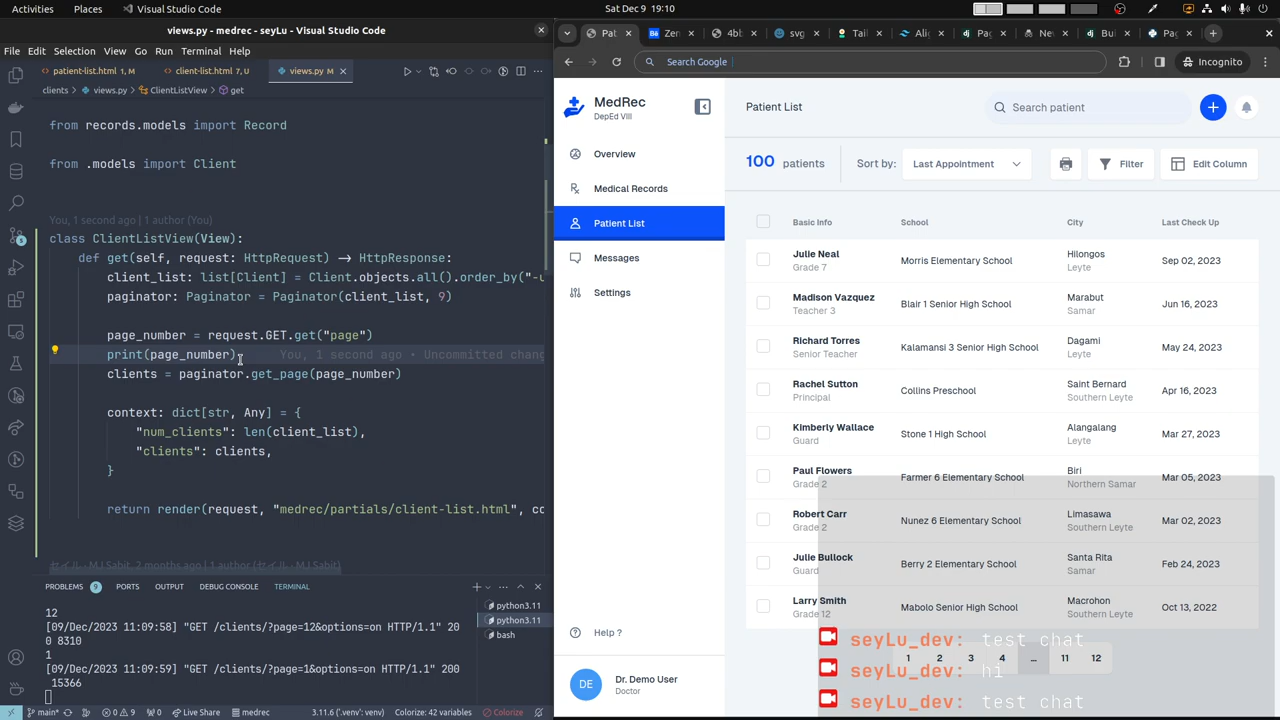 Activities Places Visual Studio Code
Sat Dec 9 19:10
views.py - medrec - seyLu - Visual Studio Code
File Edit Selection View Go Run Terminal
patient-list.html 1, M client-list.html 7, U views.py M
clients > views.py > ClientListView > get
from records.models import Record
from .models import Client
You, 1 second ago | 1 author (You)
class ClientListView(View):
def get(self, request: HttpRequest) -> HttpResponse:
client_list: list[Client] = Client.objects.all().order_by("-u
paginator: Paginator = Paginator(client_list, 9)
page_number = request.GET.get("page")
print(page_number) You, 1 second ago • Uncommitted chang
clients = paginator.get_page(page_number)
context: dict[str, Any] = {
"num_clients": len(client_list),
"clients": clients,
}
return render(request, "medrec/partials/client-list.html", co
PROBLEMS 9 PORTS OUTPUT DEBUG CONSOLE TERMINAL
12
[09/Dec/2023 11:09:58] "GET /clients/?page=12&options=on HTTP/1.1" 20
0 8310
1
[09/Dec/2023 11:09:59] "GET /clients/?page=1&options=on HTTP/1.1" 200
15366
python3.11
python3.11
bash
main* 0 9 0 Live Share medrec 3.11.6 ('.venv': venv) Colorize: 42 variables Colorize
Pat Zen 4bl svg Tail Alig Pag Nev Bui Pag
Search Google
Incognito
MedRec
DepEd VIII
Overview
Medical Records
Patient List
Messages
Settings
Help ?
DE
Dr. Demo User
Doctor
Patient List
Search patient
100 patients
Sort by: Last Appointment
Filter
Edit Column
Basic Info School City Last Check Up
Julie Neal
Grade 7
Morris Elementary School
Hilongos
Leyte
Sep 02, 2023
Madison Vazquez
Teacher 3
Blair 1 Senior High School
Marabut
Samar
Jun 16, 2023
Richard Torres
Senior Teacher
Kalamansi 3 Senior High School
Dagami
Leyte
May 24, 2023
Rachel Sutton
Principal
Collins Preschool
Saint Bernard
Southern Leyte
Apr 16, 2023
Kimberly Wallace
Guard
Stone 1 High School
Alangalang
Leyte
Mar 27, 2023
Paul Flowers
Grade 2
Farmer 6 Elementary School
Biri
Northern Samar
Mar 05, 2023
Robert Carr
Grade 2
Nunez 6 Elementary School
Limasawa
Southern Leyte
Mar 02, 2023
Julie Bullock
Guard
Berry 2 Elementary School
Santa Rita
Samar
Feb 24, 2023
Larry Smith
Grade 12
Mabolo Senior High School
Macrohon
Southern Leyte
Oct 13, 2022
1 2 3 4 ... 11 12
seyLu_dev: test chat
seyLu_dev: hi
seyLu_dev: test chat